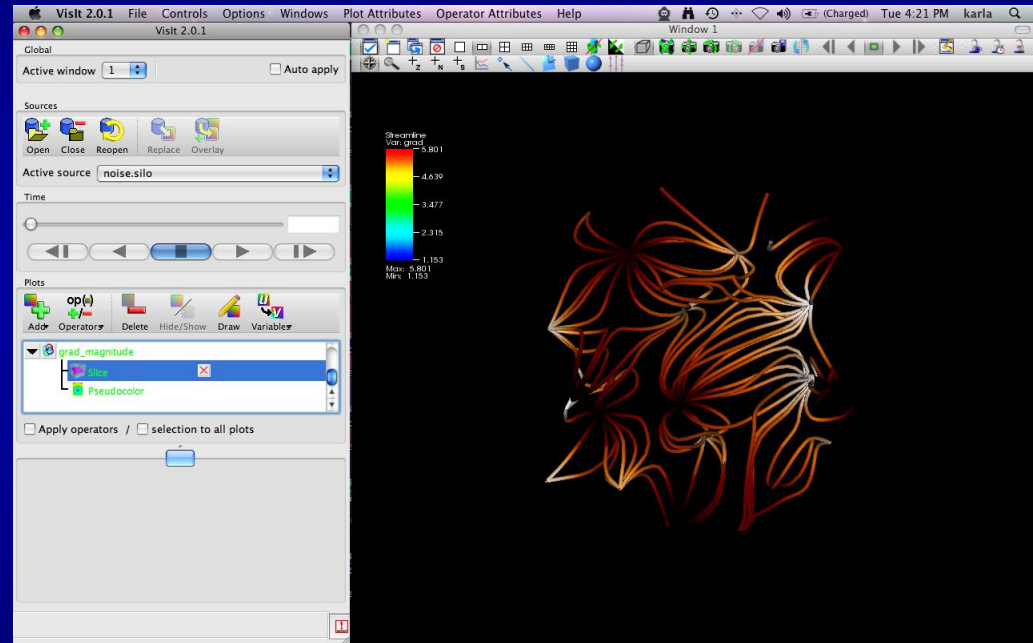 VisIt 2.0.1 File Controls Options Windows Plot Attributes Operator Attributes Help (Charged) Tue 4:21 PM karla
VisIt 2.0.1
Global
Active window 1 Auto apply
Sources
Open Close Reopen Replace Overlay
Active source noise.silo
Time
Plots
op()
Add Operators Delete Hide/Show Draw Variables
grad_magnitude
Slice
Pseudocolor
Apply operators / selection to all plots
Window 1
Streamline
Var: grad
5.801
4.639
3.477
2.315
1.153
Max: 5.801
Min: 1.153